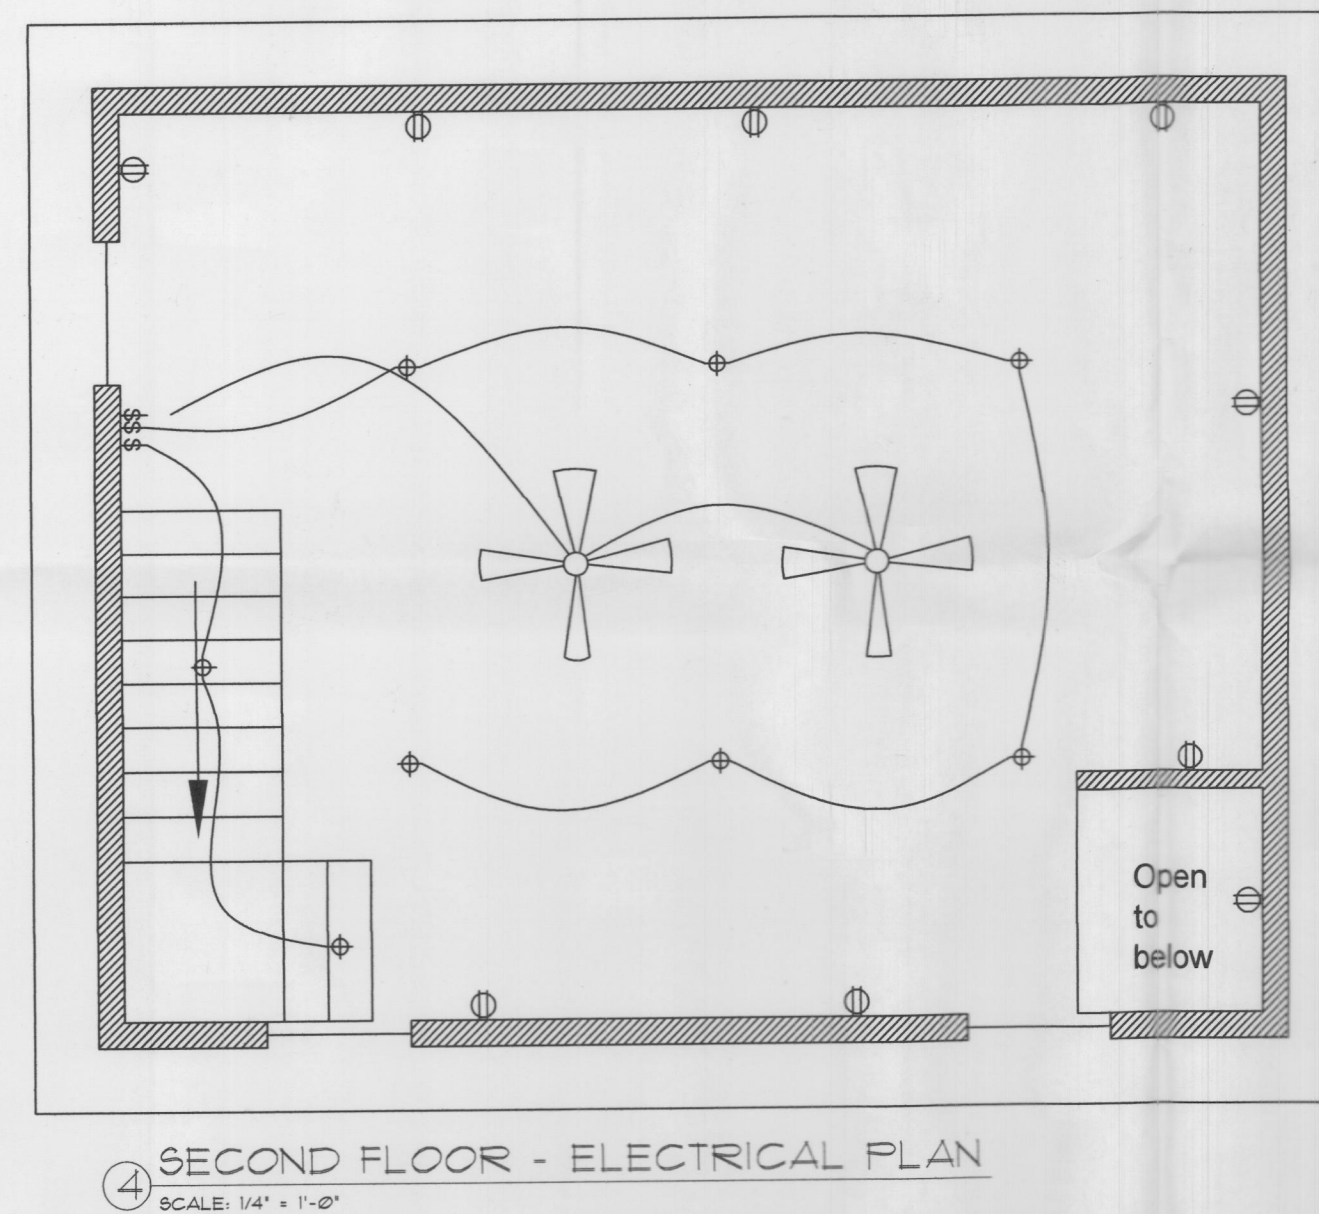 S
S
S
Open
to
below
4
SECOND FLOOR - ELECTRICAL PLAN
SCALE: 1/4" = 1'-0"